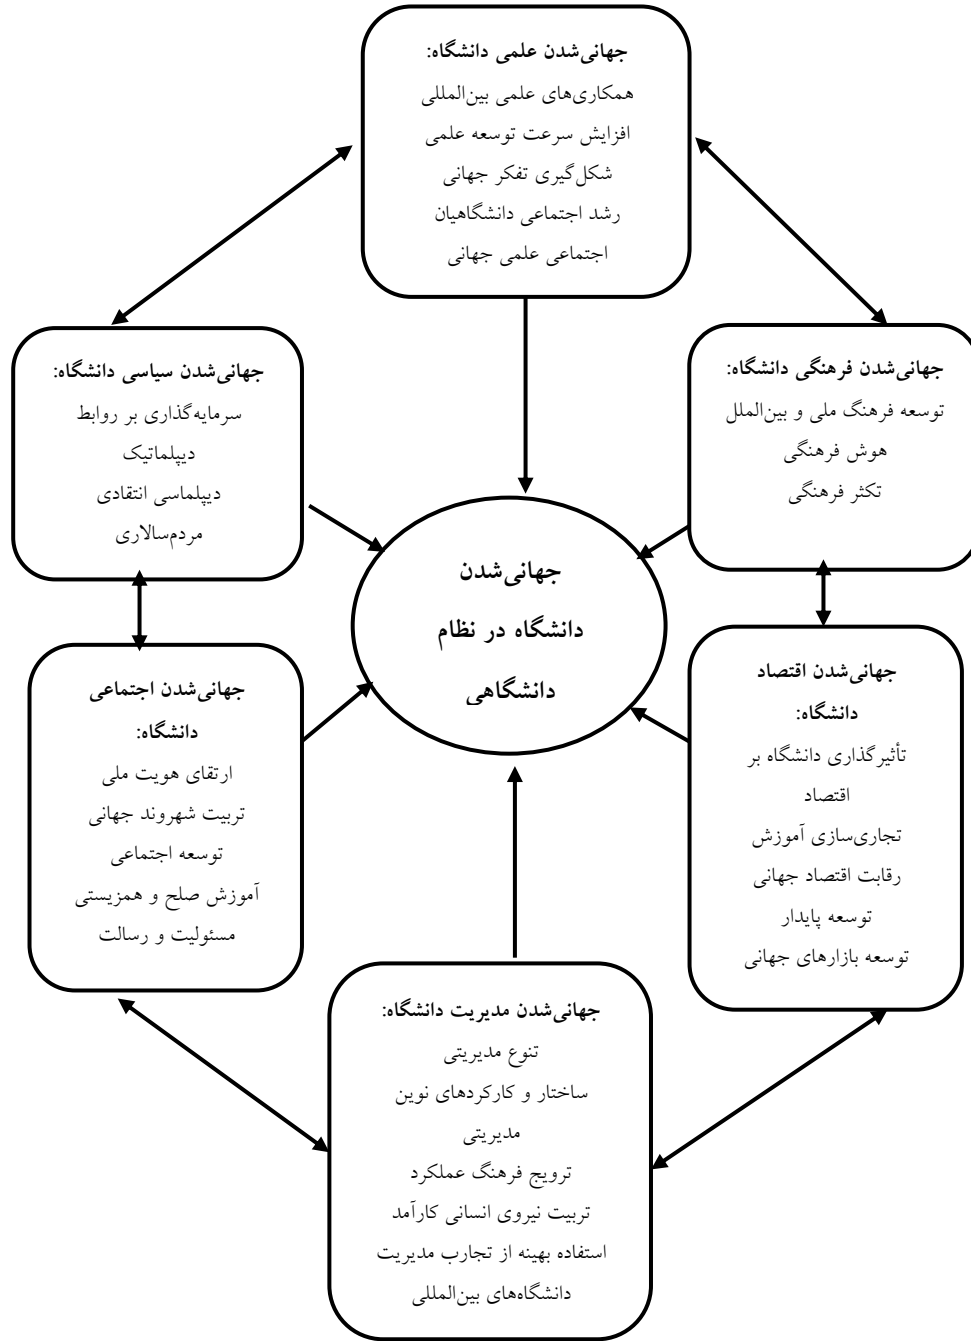 جهانی‌شدن علمی دانشگاه:
همکاری‌های علمی بین‌المللی
افزایش سرعت توسعه علمی
شکل‌گیری تفکر جهانی
رشد اجتماعی دانشگاهیان
اجتماعی علمی جهانی
جهانی‌شدن فرهنگی دانشگاه:
توسعه فرهنگ ملی و بین‌الملل
هوش فرهنگی
تکثر فرهنگی
جهانی‌شدن سیاسی دانشگاه:
سرمایه‌گذاری بر روابط
دیپلماتیک
دیپلماسی انتقادی
مردم‌سالاری
جهانی‌شدن
دانشگاه در نظام
دانشگاهی
جهانی‌شدن اقتصاد
دانشگاه:
تأثیرگذاری دانشگاه بر
اقتصاد
تجاری‌سازی آموزش
رقابت اقتصاد جهانی
توسعه پایدار
توسعه بازارهای جهانی
جهانی‌شدن اجتماعی
دانشگاه:
ارتقای هویت ملی
تربیت شهروند جهانی
توسعه اجتماعی
آموزش صلح و همزیستی
مسئولیت و رسالت
جهانی‌شدن مدیریت دانشگاه:
تنوع مدیریتی
ساختار و کارکردهای نوین
مدیریتی
ترویج فرهنگ عملکرد
تربیت نیروی انسانی کارآمد
استفاده بهینه از تجارب مدیریت
دانشگاه‌های بین‌المللی